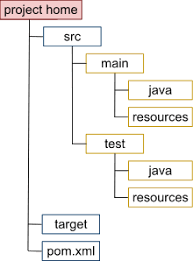 project home
src
main
java
resources
test
java
resources
target
pom.xml